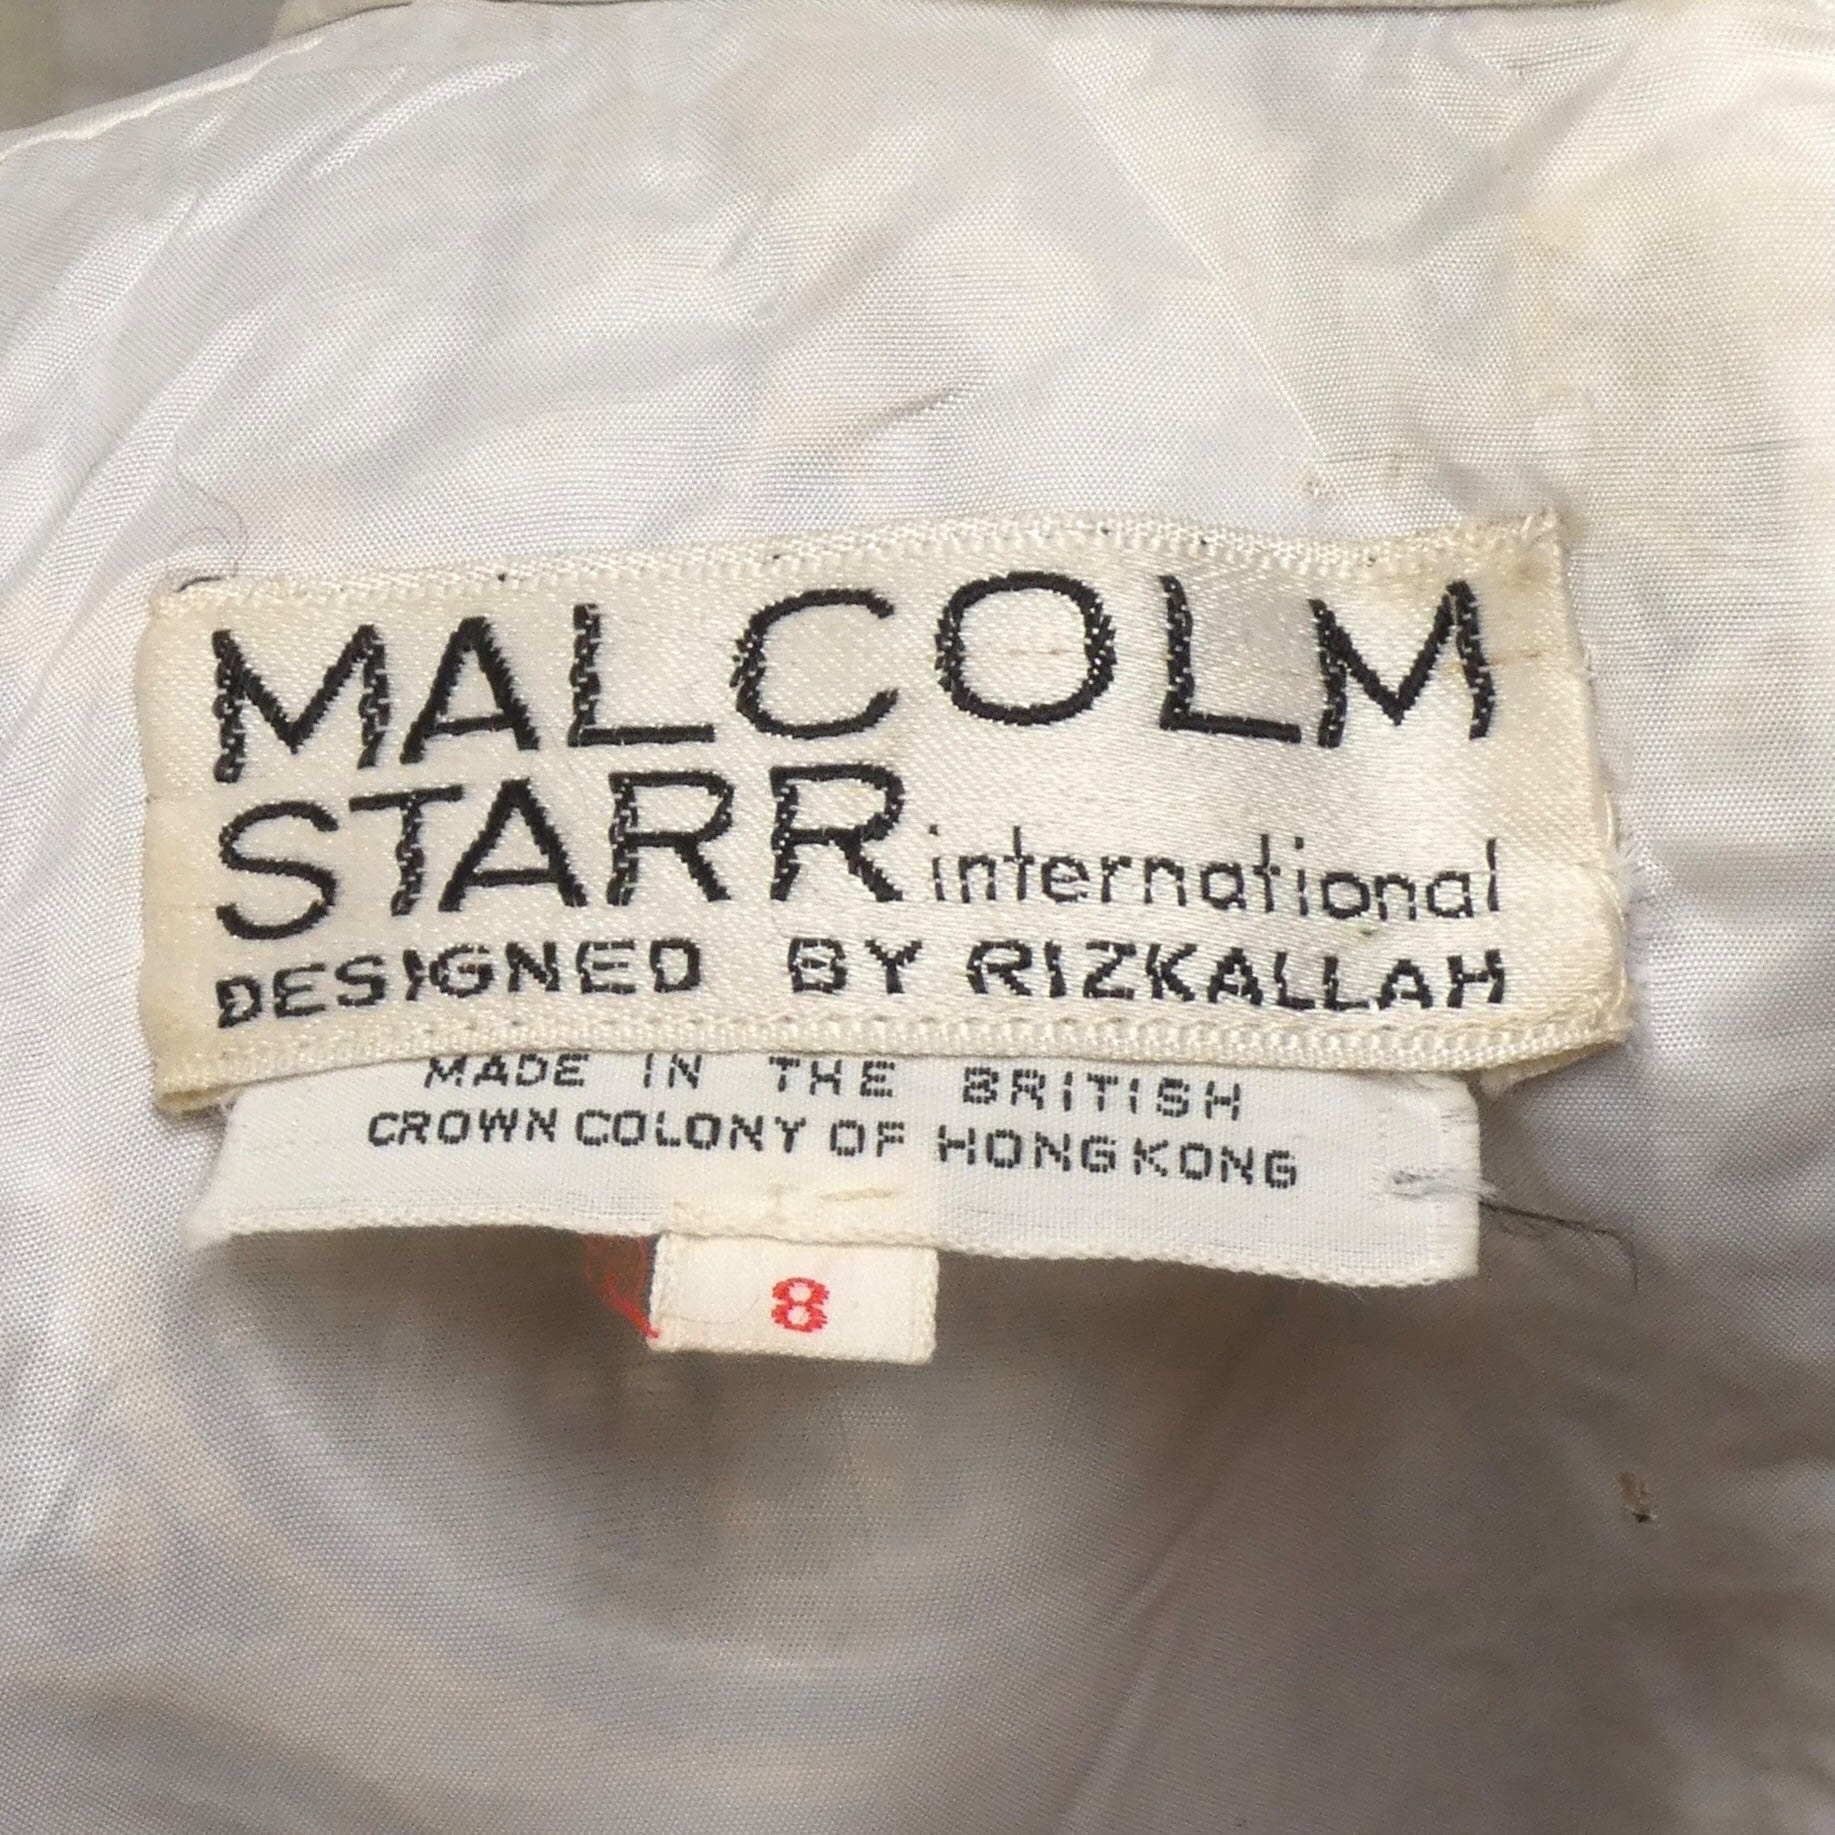 MALCOLM
STARR international
DESIGNED BY RIZKALLAH
MADE IN THE BRITISH
CROWN COLONY OF HONG KONG
8